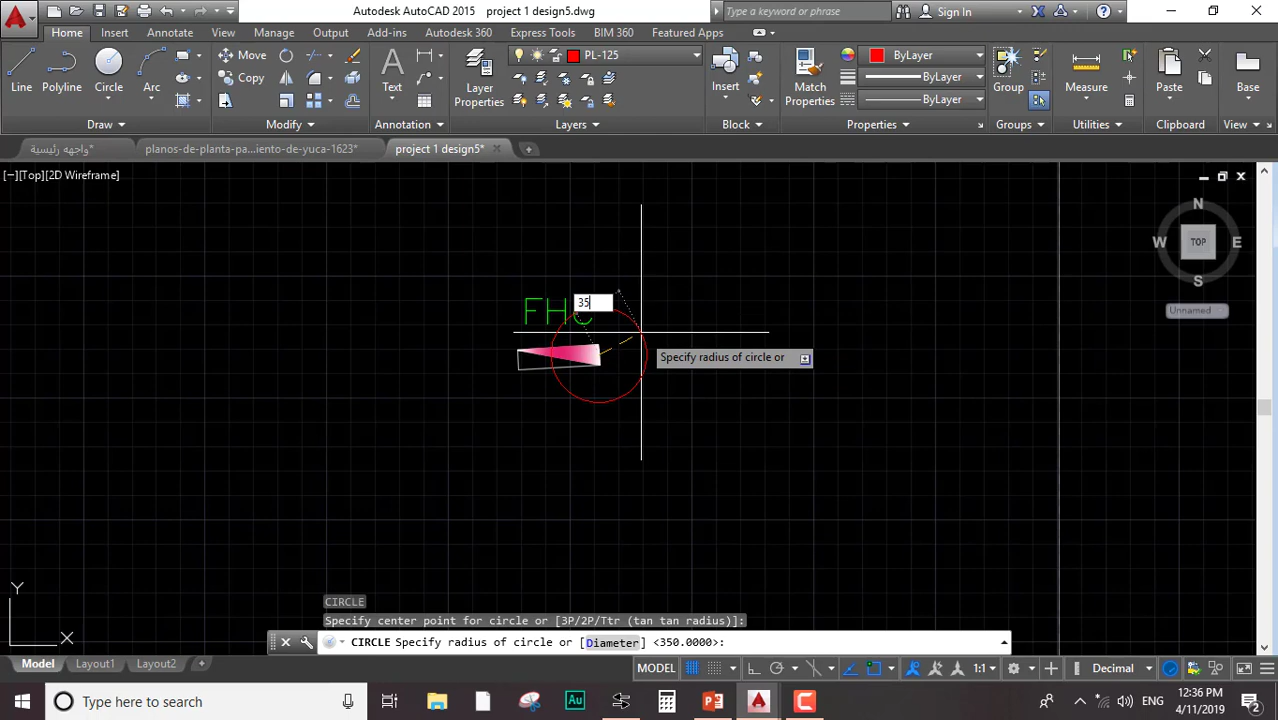 Autodesk AutoCAD 2015 project 1 design5.dwg
Type a keyword or phrase
Sign In
Home Insert Annotate View Manage Output Add-ins Autodesk 360 Express Tools BIM 360 Featured Apps
Line Polyline Circle Arc
Move
Copy
Text
Layer Properties
PL-125
Insert
Match Properties
ByLayer
ByLayer
ByLayer
Group
Measure
Paste
Base
Draw Modify Annotation Layers Block Properties Groups Utilities Clipboard View
واجهه رئيسية*
planos-de-planta-pa...iento-de-yuca-1623*
project 1 design5*
[−][Top][2D Wireframe]
N
W TOP E
S
Unnamed
FHC
35
Specify radius of circle or
Y
X
CIRCLE
Specify center point for circle or [3P/2P/Ttr (tan tan radius)]:
CIRCLE Specify radius of circle or [Diameter] <350.0000>:
Model Layout1 Layout2
MODEL
1:1
Decimal
Type here to search
Au
ENG
12:36 PM
4/11/2019
2